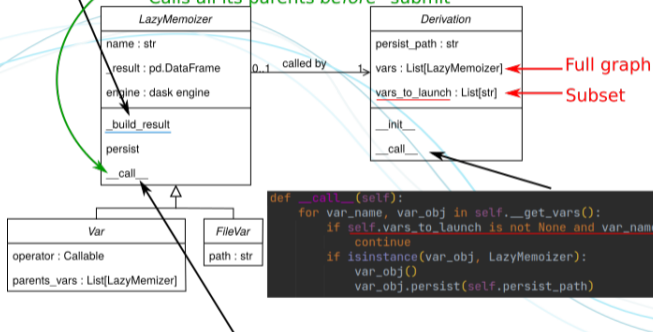 Calls all its parents before submit
LazyMemoizer
name : str
_result : pd.DataFrame
engine : dask engine
_build_result
persist
__call__
0..1 called by 1
Derivation
persist_path : str
vars : List[LazyMemoizer]
vars_to_launch : List[str]
__init__
__call__
Full graph
Subset
Var
operator : Callable
parents_vars : List[LazyMemizer]
FileVar
path : str
def __call__(self):
for var_name, var_obj in self.__get_vars():
if self.vars_to_launch is not None and var_name
continue
if isinstance(var_obj, LazyMemoizer):
var_obj()
var_obj.persist(self.persist_path)